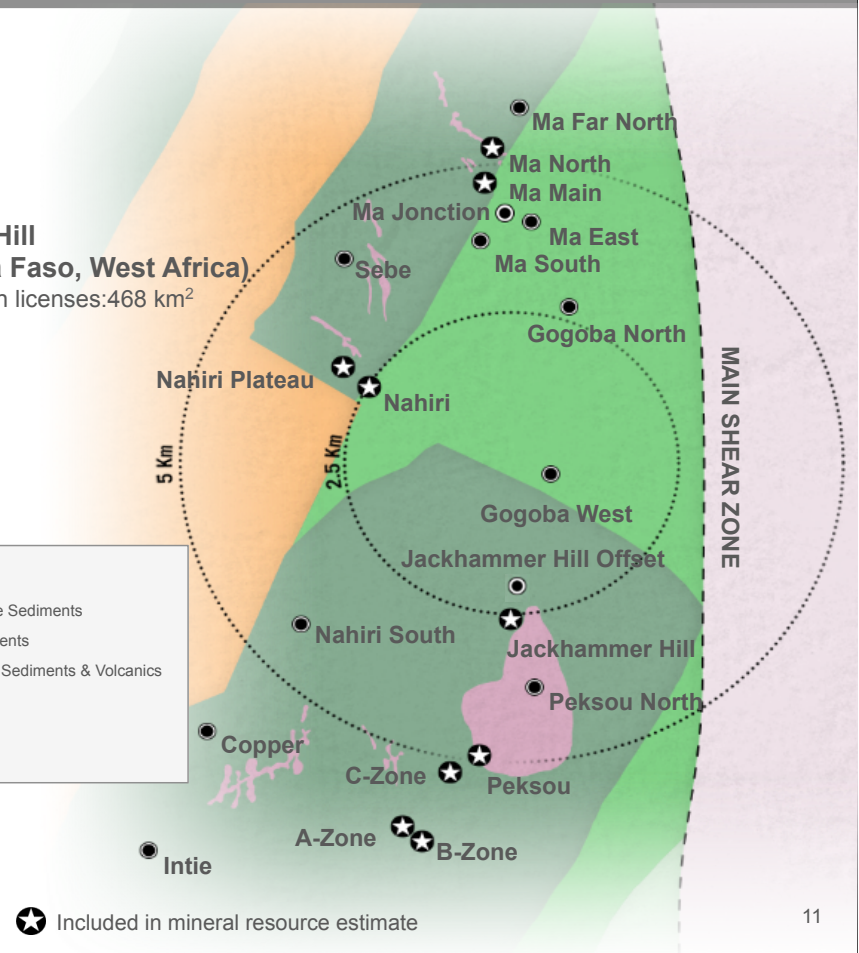 Ma Far North
Ma North
Ma Main
Ma Jonction
Ma East
Hill
Ma South
Faso, West Africa)
Sebe
licenses:468 km²
Gogoba North
Nahiri Plateau
Nahiri
MAIN SHEAR ZONE
5 Km
2.5 Km
Gogoba West
Jackhammer Hill Offset
Sediments
Nahiri South
Jackhammer Hill
Sediments & Volcanics
Peksou North
Copper
C-Zone
Peksou
A-Zone
B-Zone
Intie
Included in mineral resource estimate
11